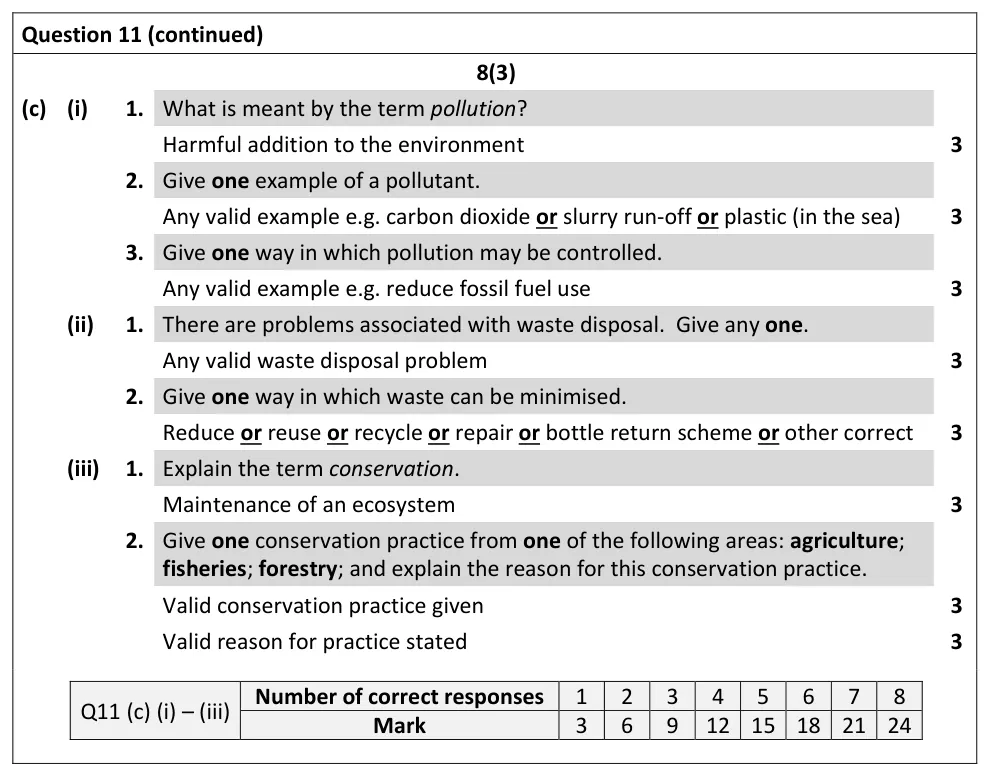 Question 11 (continued)
8(3)
(c) (i) 1. What is meant by the term pollution?
Harmful addition to the environment 3
2. Give one example of a pollutant.
Any valid example e.g. carbon dioxide or slurry run-off or plastic (in the sea) 3
3. Give one way in which pollution may be controlled.
Any valid example e.g. reduce fossil fuel use 3
(ii) 1. There are problems associated with waste disposal. Give any one.
Any valid waste disposal problem 3
2. Give one way in which waste can be minimised.
Reduce or reuse or recycle or repair or bottle return scheme or other correct 3
(iii) 1. Explain the term conservation.
Maintenance of an ecosystem 3
2. Give one conservation practice from one of the following areas: agriculture;
fisheries; forestry; and explain the reason for this conservation practice.
Valid conservation practice given 3
Valid reason for practice stated 3
Q11 (c) (i) – (iii) Number of correct responses 1 2 3 4 5 6 7 8
Mark 3 6 9 12 15 18 21 24